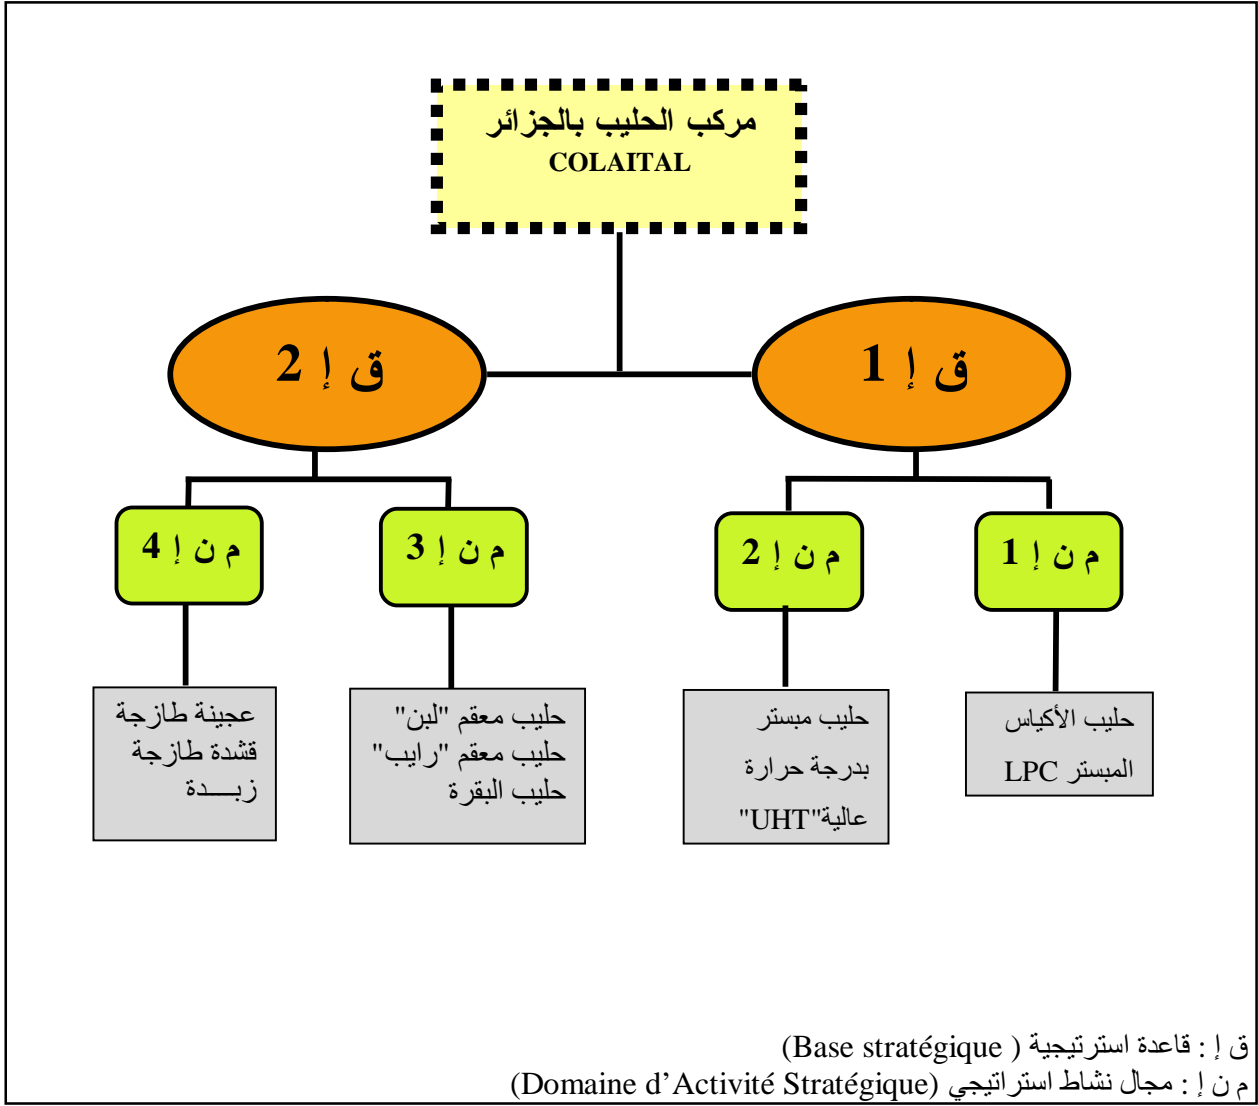 مركب الحليب بالجزائر
COLAITAL
ق إ 1
ق إ 2
م ن إ 1
م ن إ 2
م ن إ 3
م ن إ 4
حليب الأكياس
المبستر LPC
حليب مبستر
بدرجة حرارة
عالية"UHT"
حليب معقم "لبن"
حليب معقم "رايب"
حليب البقرة
عجينة طازجة
قشدة طازجة
زبــــدة
ق إ : قاعدة استرتيجية ( Base stratégique)
م ن إ : مجال نشاط استراتيجي (Domaine d’Activité Stratégique)